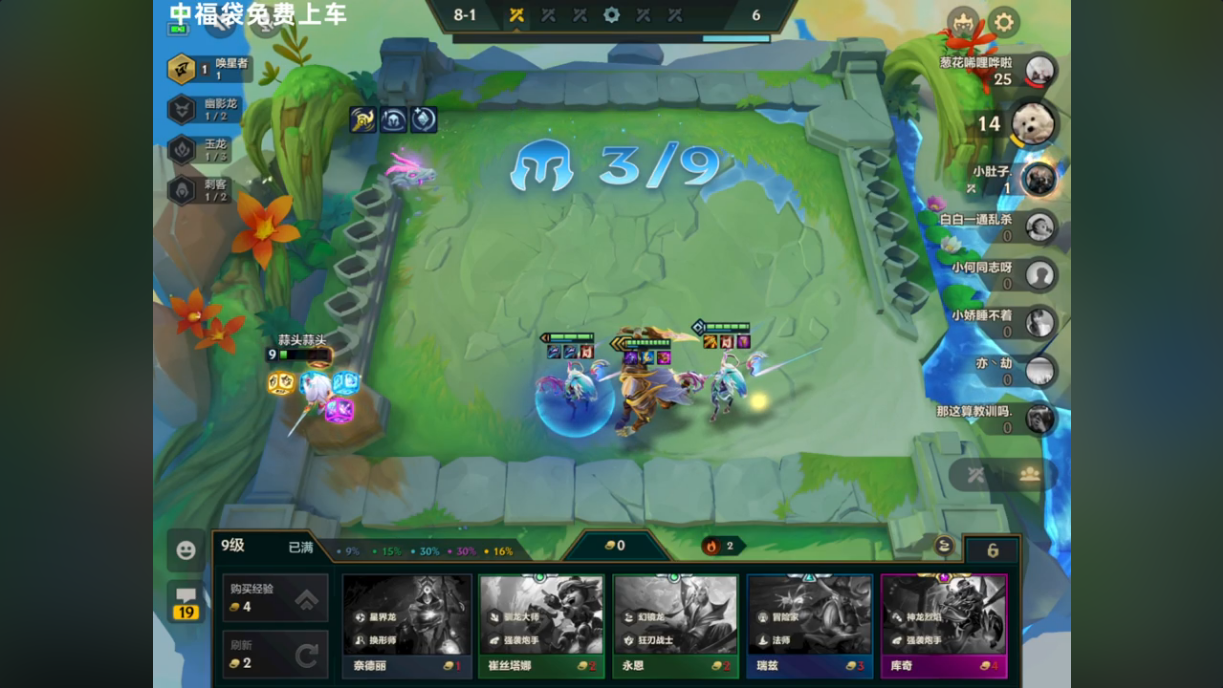 中福袋免费上车
8-1
6
唤星者
1
1
幽影龙
1/2
玉龙
1/3
刺客
1/2
3/9
葱花唏哩哗啦
25
14
小肚子.
1
白白一通乱杀
0
小何同志呀
0
小娇睡不着
0
亦丶劫
0
那这算教训吗.
0
蒜头蒜头
9
19
9级
已满
9%
15%
30%
30%
16%
0
2
6
购买经验
4
刷新
2
星界龙
换形师
奈德丽
1
驯龙大师
强袭炮手
崔丝塔娜
2
幻镜龙
狂刃战士
永恩
2
冒险家
法师
瑞兹
3
神龙烈焰
强袭炮手
库奇
4